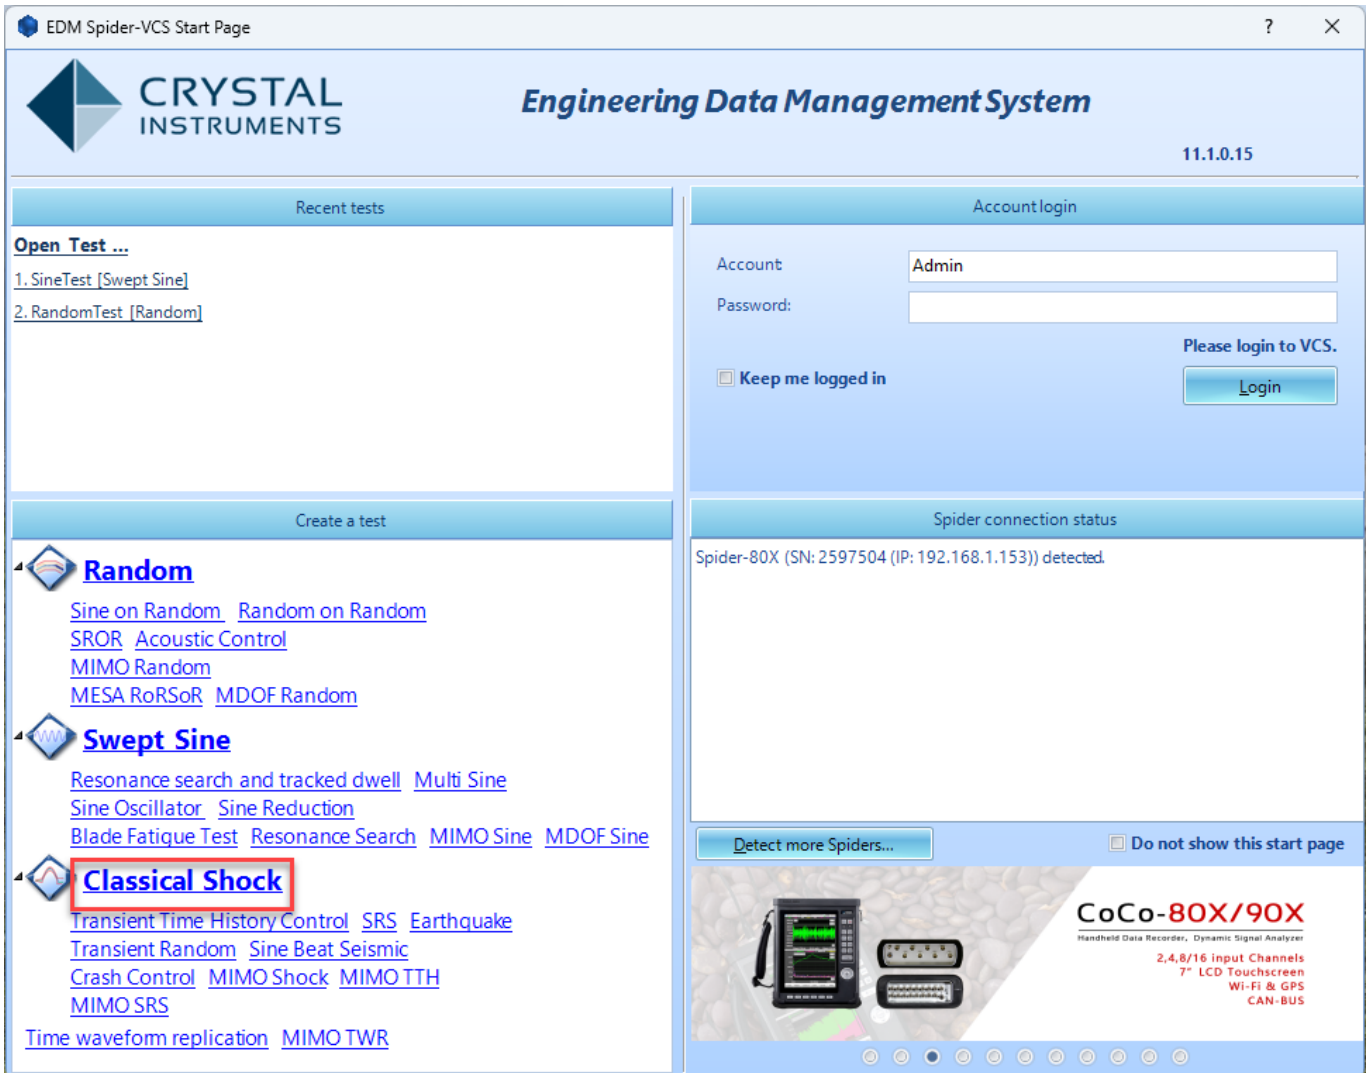 EDM Spider-VCS Start Page
?
CRYSTAL
INSTRUMENTS
Engineering Data Management System
11.1.0.15
Recent tests
Open Test ...
1. SineTest [Swept Sine]
2. RandomTest [Random]
Account login
Account
Admin
Password:
Please login to VCS.
Keep me logged in
Login
Create a test
Random
Sine on Random Random on Random
SROR Acoustic Control
MIMO Random
MESA RoRSoR MDOF Random
Swept Sine
Resonance search and tracked dwell Multi Sine
Sine Oscillator Sine Reduction
Blade Fatigue Test Resonance Search MIMO Sine MDOF Sine
Classical Shock
Transient Time History Control SRS Earthquake
Transient Random Sine Beat Seismic
Crash Control MIMO Shock MIMO TTH
MIMO SRS
Time waveform replication MIMO TWR
Spider connection status
Spider-80X (SN: 2597504 (IP: 192.168.1.153)) detected.
Detect more Spiders...
Do not show this start page
CoCo-80X/90X
Handheld Data Recorder, Dynamic Signal Analyzer
2,4,8/16 input Channels
7" LCD Touchscreen
Wi-Fi & GPS
CAN-BUS